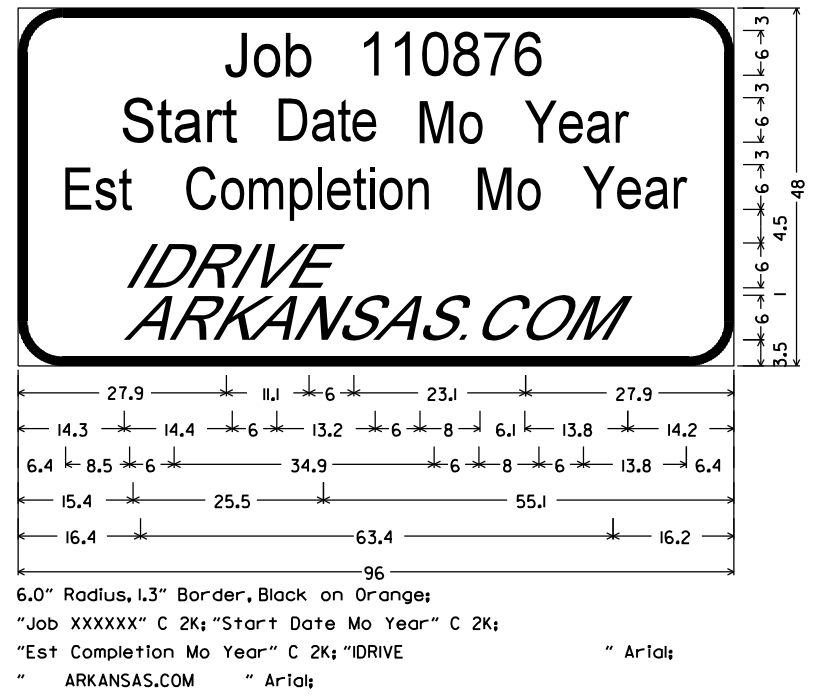 Job 110876
Start Date Mo Year
Est Completion Mo Year
IDRIVE
ARKANSAS.COM
3
6
3
6
3
6
4.5
6
1
6
3.5
48
27.9 11.1 6 23.1 27.9
14.3 14.4 6 13.2 6 8 6.1 13.8 14.2
6.4 8.5 6 34.9 6 8 6 13.8 6.4
15.4 25.5 55.1
16.4 63.4 16.2
96
6.0" Radius, 1.3" Border, Black on Orange;
"Job XXXXXX" C 2K; "Start Date Mo Year" C 2K;
"Est Completion Mo Year" C 2K; "IDRIVE " Arial;
" ARKANSAS.COM " Arial;